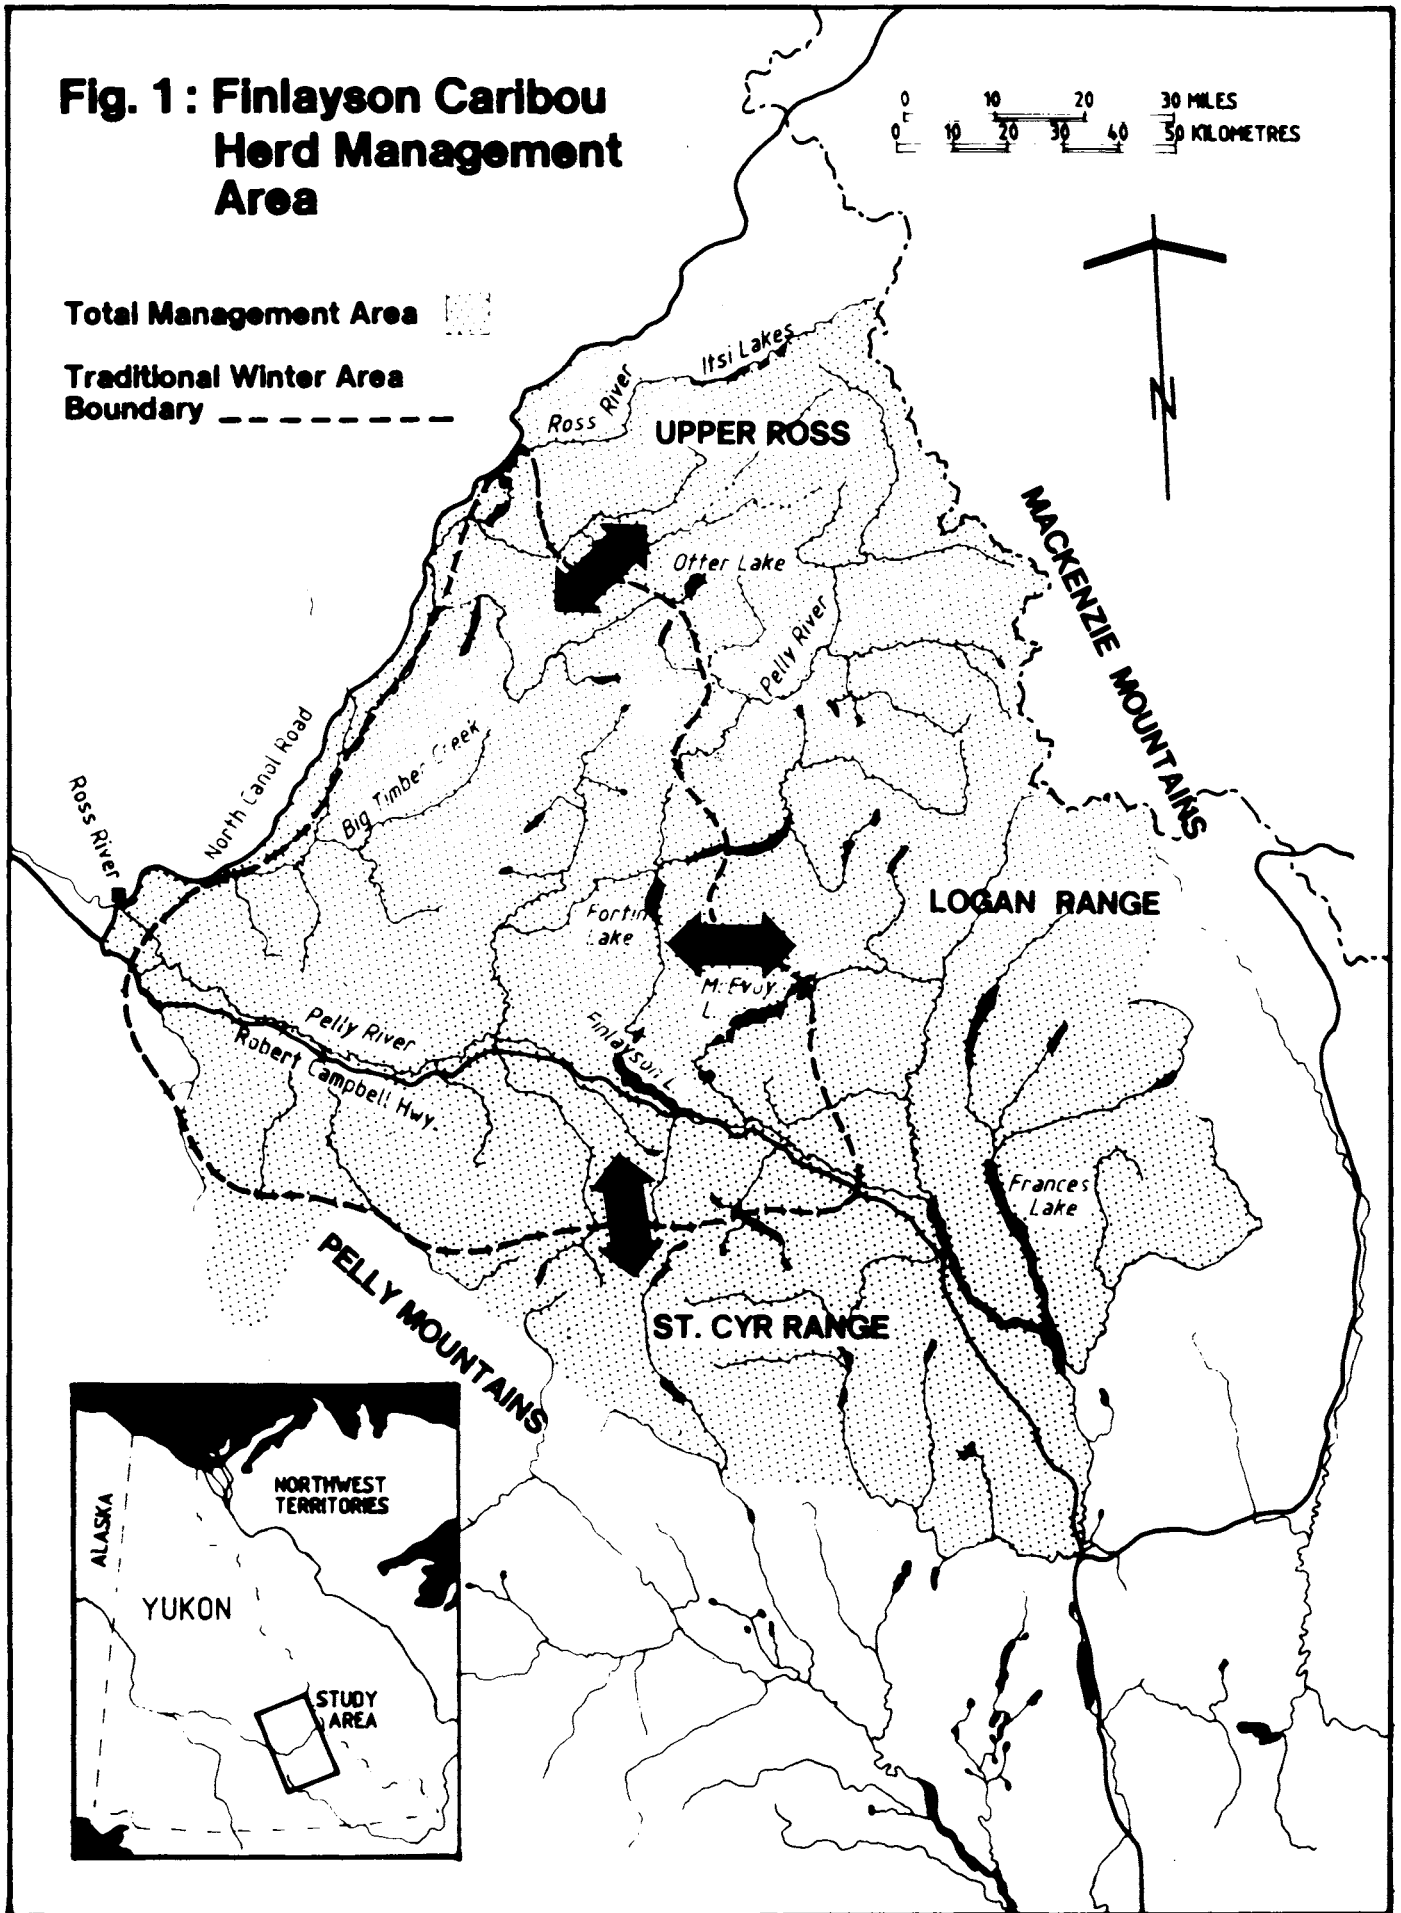 Fig. 1: Finlayson Caribou
Herd Management
Area
0 10 20 30 MILES
0 10 20 30 40 50 KILOMETRES
Total Management Area
Traditional Winter Area
Boundary
N
Itsi Lakes
Ross River
UPPER ROSS
MACKENZIE MOUNTAINS
Otter Lake
Pelly River
North Canol Road
Big Timber Creek
Ross River
LOGAN RANGE
Fortin
Lake
McEvoy
L.
Finlayson L.
Pelly River
Robert Campbell Hwy.
Frances
Lake
PELLY MOUNTAINS
ST. CYR RANGE
NORTHWEST
TERRITORIES
ALASKA
YUKON
STUDY
AREA